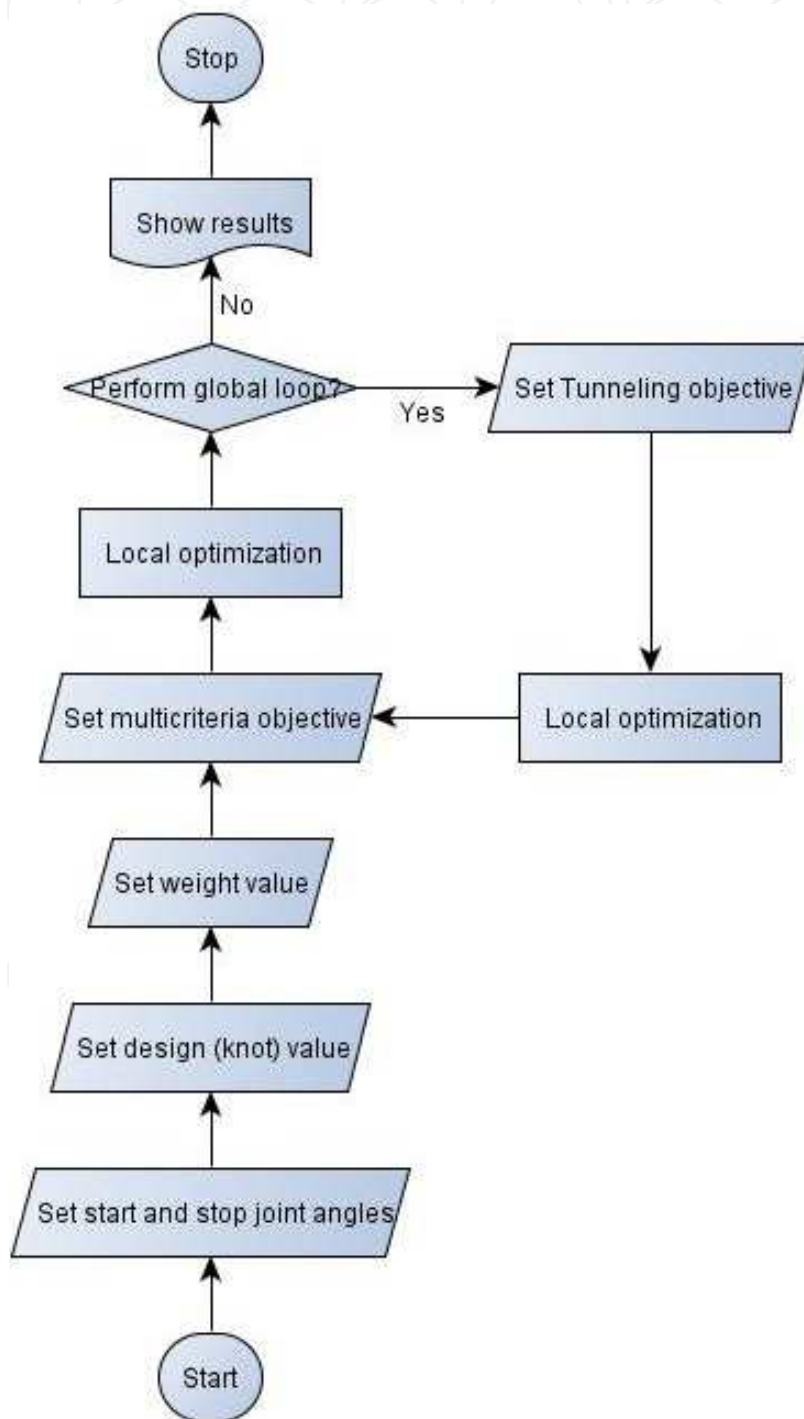 Stop
Show results
No
Perform global loop?
Yes
Set Tunneling objective
Local optimization
Set multicriteria objective
Local optimization
Set weight value
Set design (knot) value
Set start and stop joint angles
Start